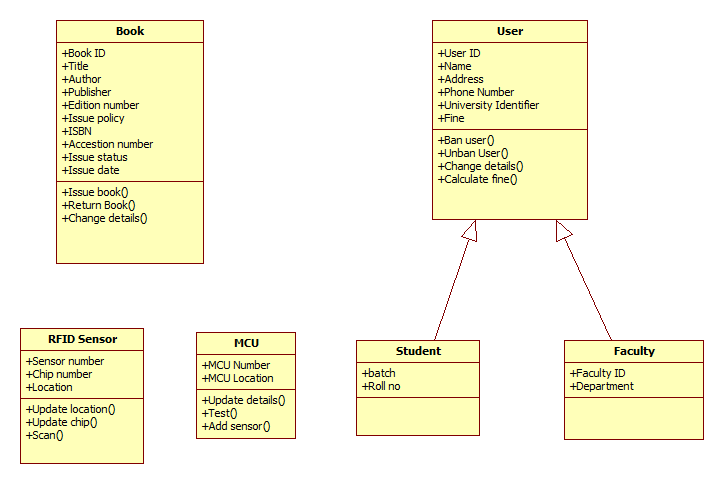 Book
+Book ID
+Title
+Author
+Publisher
+Edition number
+Issue policy
+ISBN
+Accestion number
+Issue status
+Issue date
+Issue book()
+Return Book()
+Change details()
User
+User ID
+Name
+Address
+Phone Number
+University Identifier
+Fine
+Ban user()
+Unban User()
+Change details()
+Calculate fine()
RFID Sensor
+Sensor number
+Chip number
+Location
+Update location()
+Update chip()
+Scan()
MCU
+MCU Number
+MCU Location
+Update details()
+Test()
+Add sensor()
Student
+batch
+Roll no
Faculty
+Faculty ID
+Department